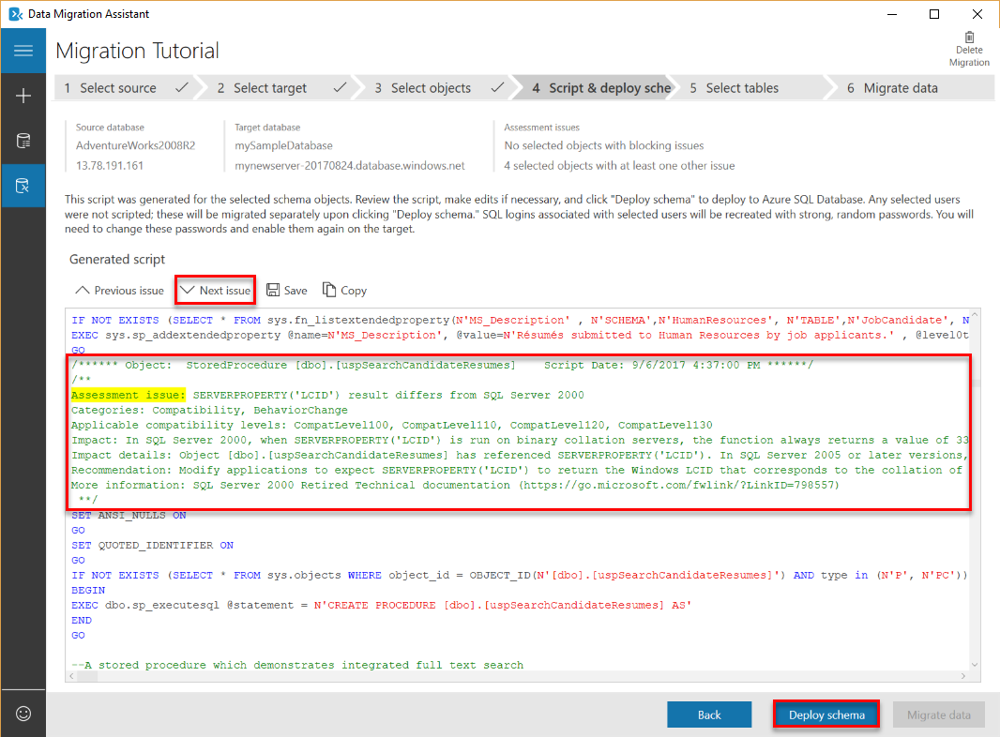 Data Migration Assistant
Migration Tutorial
Delete
Migration
1 Select source
2 Select target
3 Select objects
4 Script & deploy sche
5 Select tables
6 Migrate data
Source database
AdventureWorks2008R2
13.78.191.161
Target database
mySampleDatabase
mynewserver-20170824.database.windows.net
Assessment issues
No selected objects with blocking issues
4 selected objects with at least one other issue
This script was generated for the selected schema objects. Review the script, make edits if necessary, and click "Deploy schema" to deploy to Azure SQL Database. Any selected users
were not scripted; these will be migrated separately upon clicking "Deploy schema." SQL logins associated with selected users will be recreated with strong, random passwords. You will
need to change these passwords and enable them again on the target.
Generated script
Previous issue
Next issue
Save
Copy
IF NOT EXISTS (SELECT * FROM sys.fn_listextendedproperty(N'MS_Description' , N'SCHEMA',N'HumanResources', N'TABLE',N'JobCandidate', N
EXEC sys.sp_addextendedproperty @name=N'MS_Description', @value=N'Résumés submitted to Human Resources by job applicants.' , @level0t
GO
/****** Object:  StoredProcedure [dbo].[uspSearchCandidateResumes]    Script Date: 9/6/2017 4:37:00 PM ******/
/**
Assessment issue: SERVERPROPERTY('LCID') result differs from SQL Server 2000
Categories: Compatibility, BehaviorChange
Applicable compatibility levels: CompatLevel100, CompatLevel110, CompatLevel120, CompatLevel130
Impact: In SQL Server 2000, when SERVERPROPERTY('LCID') is run on binary collation servers, the function always returns a value of 33
Impact details: Object [dbo].[uspSearchCandidateResumes] has referenced SERVERPROPERTY('LCID'). In SQL Server 2005 or later versions,
Recommendation: Modify applications to expect SERVERPROPERTY('LCID') to return the Windows LCID that corresponds to the collation of
More information: SQL Server 2000 Retired Technical documentation (https://go.microsoft.com/fwlink/?LinkID=798557)
**/
SET ANSI_NULLS ON
GO
SET QUOTED_IDENTIFIER ON
GO
IF NOT EXISTS (SELECT * FROM sys.objects WHERE object_id = OBJECT_ID(N'[dbo].[uspSearchCandidateResumes]') AND type in (N'P', N'PC'))
BEGIN
EXEC dbo.sp_executesql @statement = N'CREATE PROCEDURE [dbo].[uspSearchCandidateResumes] AS'
END
GO
--A stored procedure which demonstrates integrated full text search
Back
Deploy schema
Migrate data